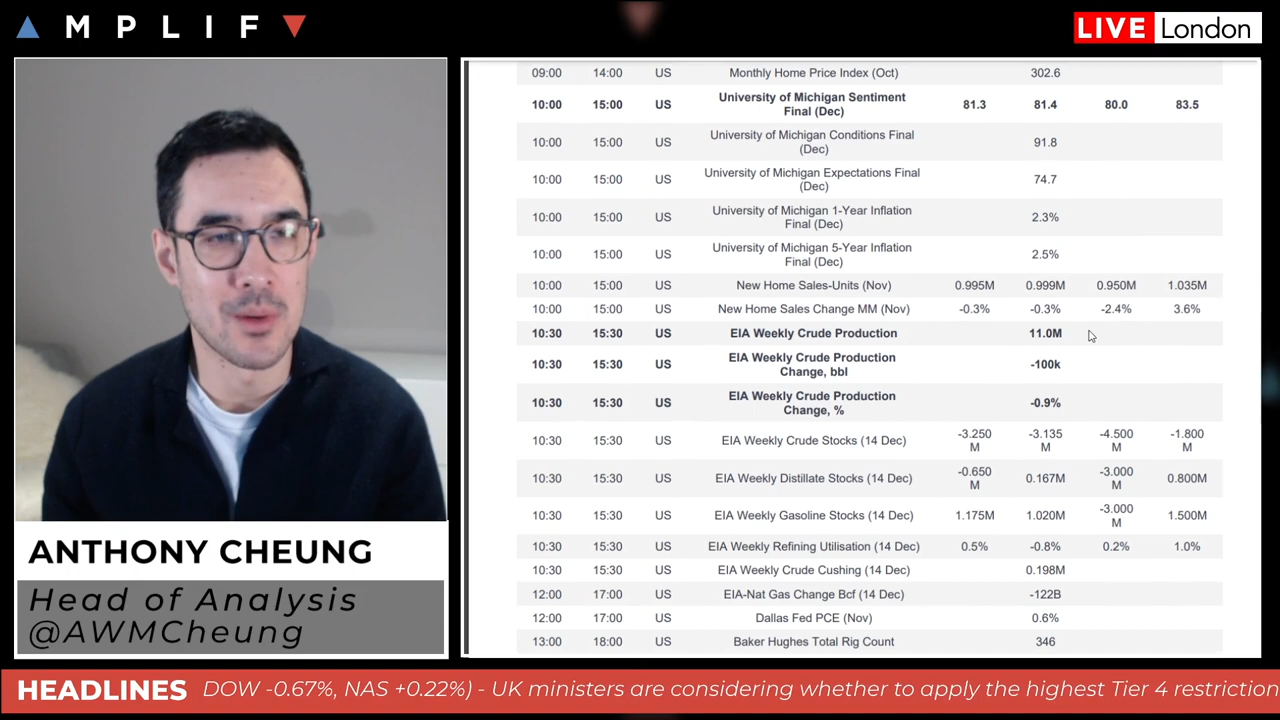 AMPLIFY
LIVE London
09:00 14:00 US Monthly Home Price Index (Oct) 302.6
10:00 15:00 US University of Michigan Sentiment Final (Dec) 81.3 81.4 80.0 83.5
10:00 15:00 US University of Michigan Conditions Final (Dec) 91.8
10:00 15:00 US University of Michigan Expectations Final (Dec) 74.7
10:00 15:00 US University of Michigan 1-Year Inflation Final (Dec) 2.3%
10:00 15:00 US University of Michigan 5-Year Inflation Final (Dec) 2.5%
10:00 15:00 US New Home Sales-Units (Nov) 0.995M 0.999M 0.950M 1.035M
10:00 15:00 US New Home Sales Change MM (Nov) -0.3% -0.3% -2.4% 3.6%
10:30 15:30 US EIA Weekly Crude Production 11.0M
10:30 15:30 US EIA Weekly Crude Production Change, bbl -100k
10:30 15:30 US EIA Weekly Crude Production Change, % -0.9%
10:30 15:30 US EIA Weekly Crude Stocks (14 Dec) -3.250 M -3.135 M -4.500 M -1.800 M
10:30 15:30 US EIA Weekly Distillate Stocks (14 Dec) -0.650 M 0.167M -3.000 M 0.800M
10:30 15:30 US EIA Weekly Gasoline Stocks (14 Dec) 1.175M 1.020M -3.000 M 1.500M
10:30 15:30 US EIA Weekly Refining Utilisation (14 Dec) 0.5% -0.8% 0.2% 1.0%
10:30 15:30 US EIA Weekly Crude Cushing (14 Dec) 0.198M
12:00 17:00 US EIA-Nat Gas Change Bcf (14 Dec) -122B
12:00 17:00 US Dallas Fed PCE (Nov) 0.6%
13:00 18:00 US Baker Hughes Total Rig Count 346
ANTHONY CHEUNG
Head of Analysis
@AWMCheung
HEADLINES DOW -0.67%, NAS +0.22%) - UK ministers are considering whether to apply the highest Tier 4 restriction